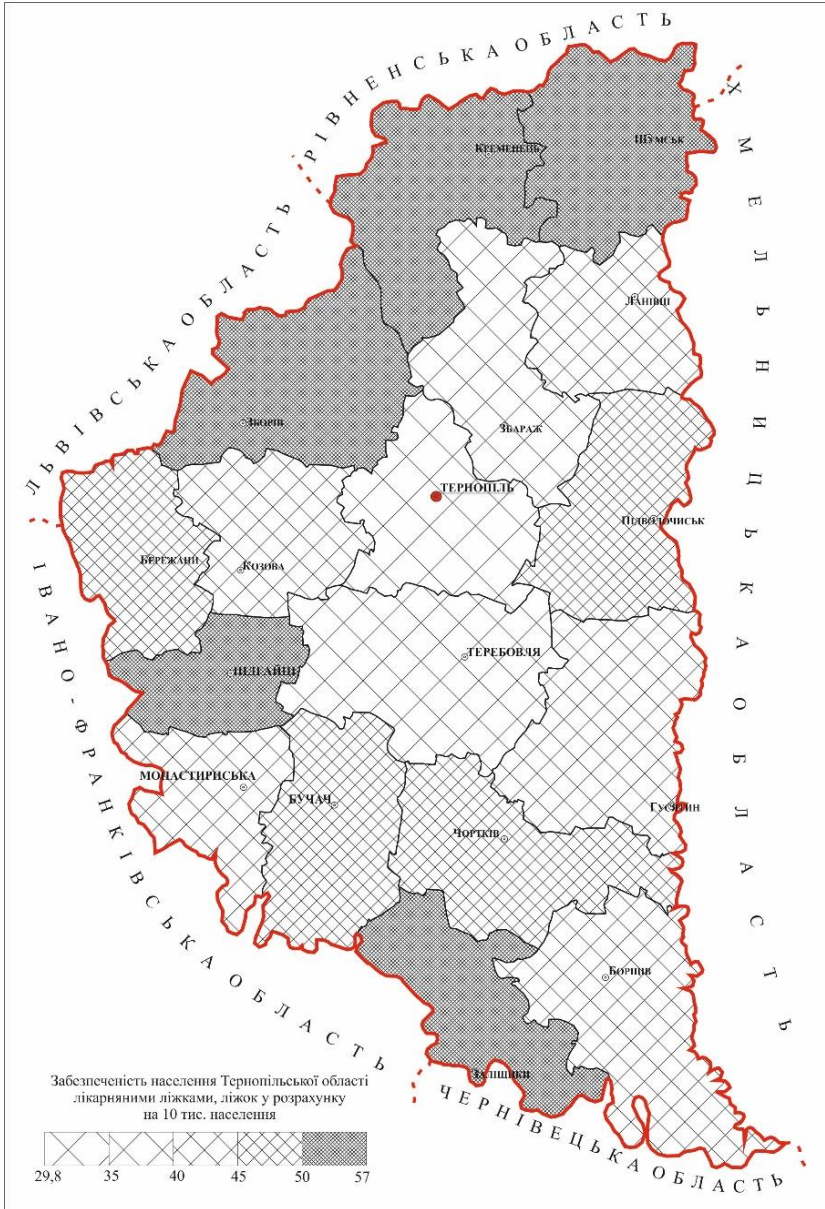 РІВНЕНСЬКА ОБЛАСТЬ
ХМЕЛЬНИЦЬКА ОБЛАСТЬ
ЛЬВІВСЬКА ОБЛАСТЬ
ІВАНО-ФРАНКІВСЬКА ОБЛАСТЬ
ЧЕРНІВЕЦЬКА ОБЛАСТЬ
ШУМСЬК
КРЕМЕНЕЦЬ
ЛАНІВЦІ
ЗБОРІВ
ЗБАРАЖ
ТЕРНОПІЛЬ
ПІДВОЛОЧИСЬК
БЕРЕЖАНИ
КОЗОВА
ТЕРЕБОВЛЯ
ПІДГАЙЦІ
МОНАСТИРИСЬКА
БУЧАЧ
ГУСЯТИН
ЧОРТКІВ
БОРЩІВ
ЗАЛІЩИКИ
Забезпеченість населення Тернопільської області
лікарняними ліжками, ліжок у розрахунку
на 10 тис. населення
29,8 35 40 45 50 57